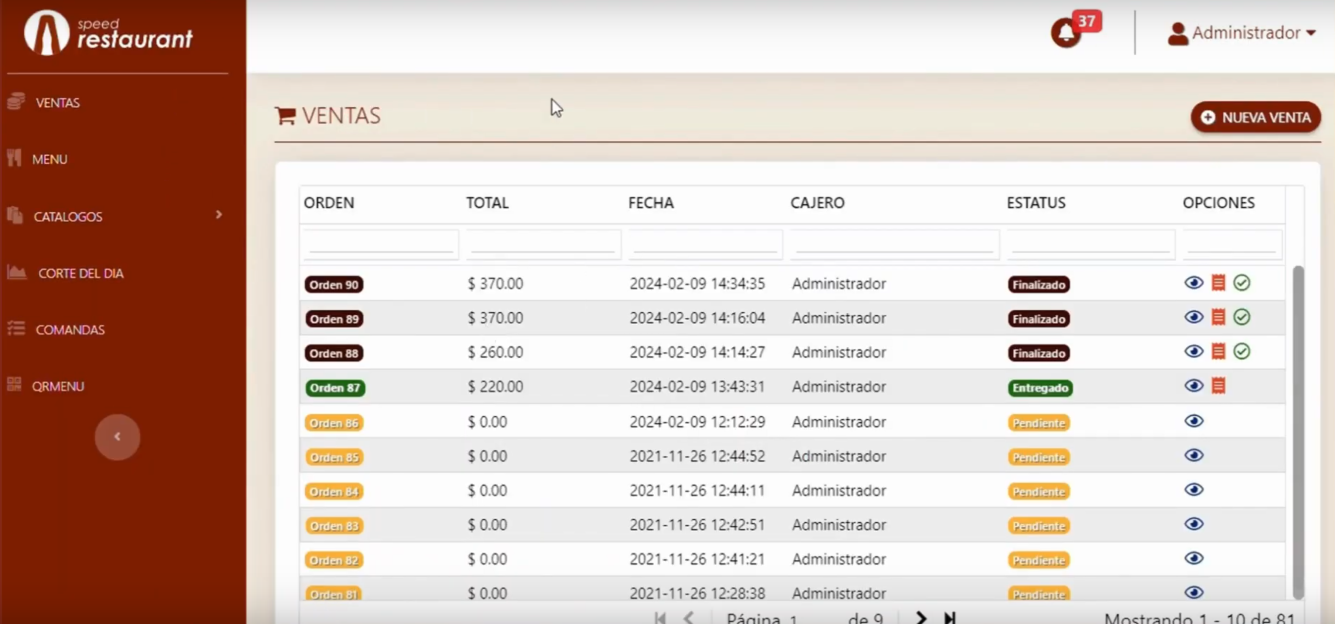 speed
restaurant
37
Administrador
VENTAS
MENU
CATALOGOS
CORTE DEL DIA
COMANDAS
QRMENU
VENTAS
NUEVA VENTA
ORDEN TOTAL FECHA CAJERO ESTATUS OPCIONES
Orden 90 $ 370.00 2024-02-09 14:34:35 Administrador Finalizado
Orden 89 $ 370.00 2024-02-09 14:16:04 Administrador Finalizado
Orden 88 $ 260.00 2024-02-09 14:14:27 Administrador Finalizado
Orden 87 $ 220.00 2024-02-09 13:43:31 Administrador Entregado
Orden 86 $ 0.00 2024-02-09 12:12:29 Administrador Pendiente
Orden 85 $ 0.00 2021-11-26 12:44:52 Administrador Pendiente
Orden 84 $ 0.00 2021-11-26 12:44:11 Administrador Pendiente
Orden 83 $ 0.00 2021-11-26 12:42:51 Administrador Pendiente
Orden 82 $ 0.00 2021-11-26 12:41:21 Administrador Pendiente
Orden 81 $ 0.00 2021-11-26 12:28:38 Administrador Pendiente
Página 1 de 9 Mostrando 1 - 10 de 81